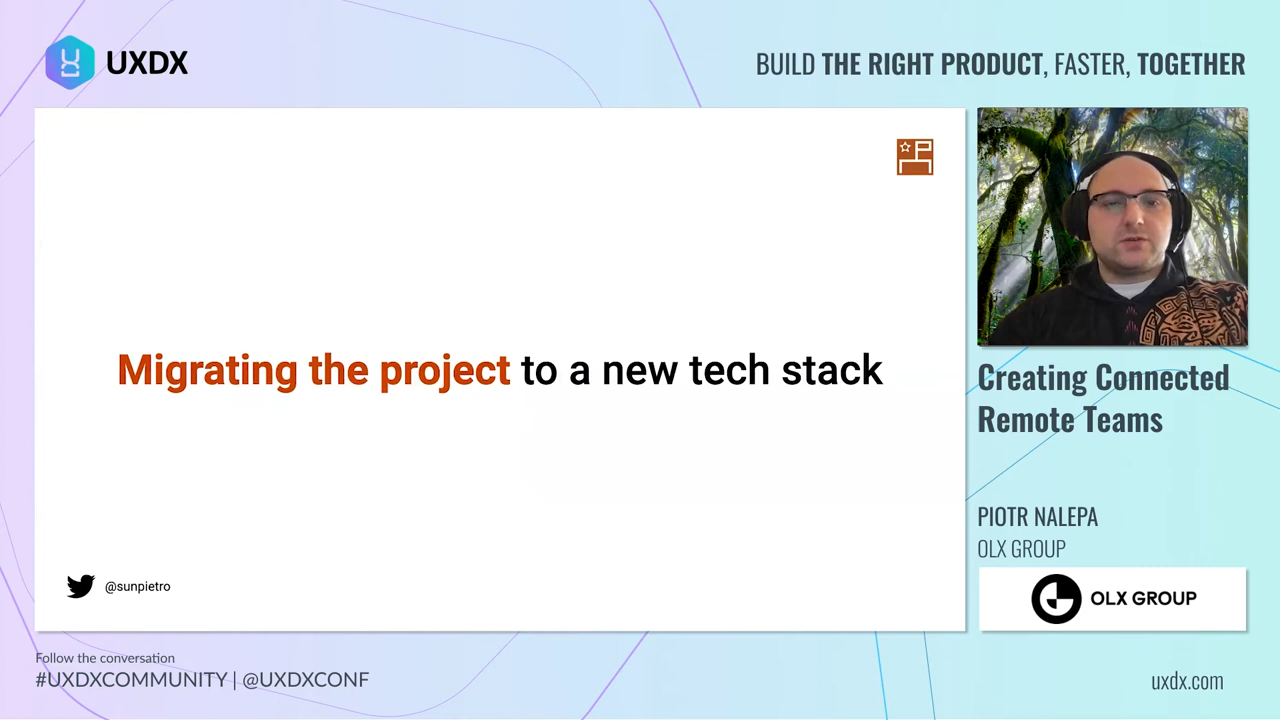 UXDX
BUILD THE RIGHT PRODUCT, FASTER, TOGETHER
Migrating the project to a new tech stack
@sunpietro
Creating Connected
Remote Teams
PIOTR NALEPA
OLX GROUP
OLX GROUP
Follow the conversation
#UXDXCOMMUNITY | @UXDXCONF
uxdx.com